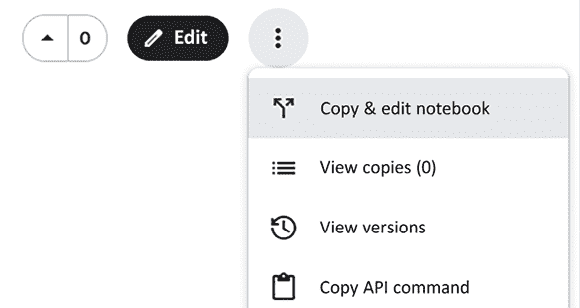 0 Edit
Copy & edit notebook
View copies (0)
View versions
Copy API command